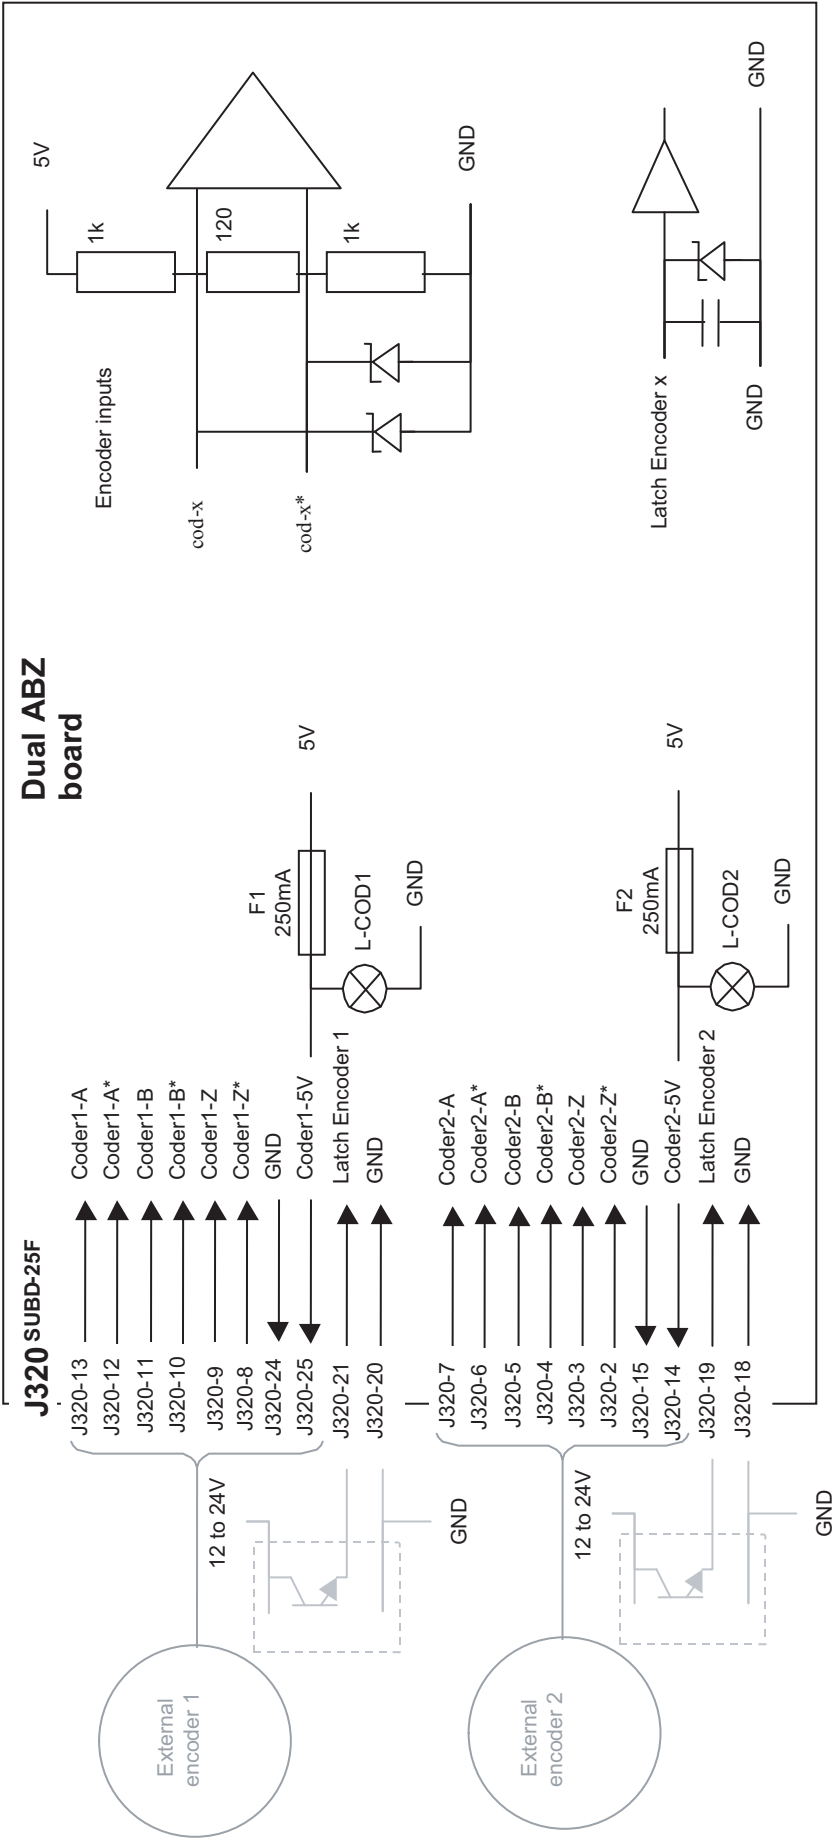 Dual ABZ
board
J320 SUBD-25F
J320-13 Coder1-A
J320-12 Coder1-A*
J320-11 Coder1-B
J320-10 Coder1-B*
J320-9 Coder1-Z
J320-8 Coder1-Z*
J320-24 GND
J320-25 Coder1-5V
J320-21 Latch Encoder 1
J320-20 GND
External
encoder 1
12 to 24V
GND
F1
250mA
5V
L-COD1
GND
J320-7 Coder2-A
J320-6 Coder2-A*
J320-5 Coder2-B
J320-4 Coder2-B*
J320-3 Coder2-Z
J320-2 Coder2-Z*
J320-15 GND
J320-14 Coder2-5V
J320-19 Latch Encoder 2
J320-18 GND
External
encoder 2
12 to 24V
GND
F2
250mA
5V
L-COD2
GND
Encoder inputs
5V
1k
cod-x
120
cod-x*
1k
GND
Latch Encoder x
GND
GND